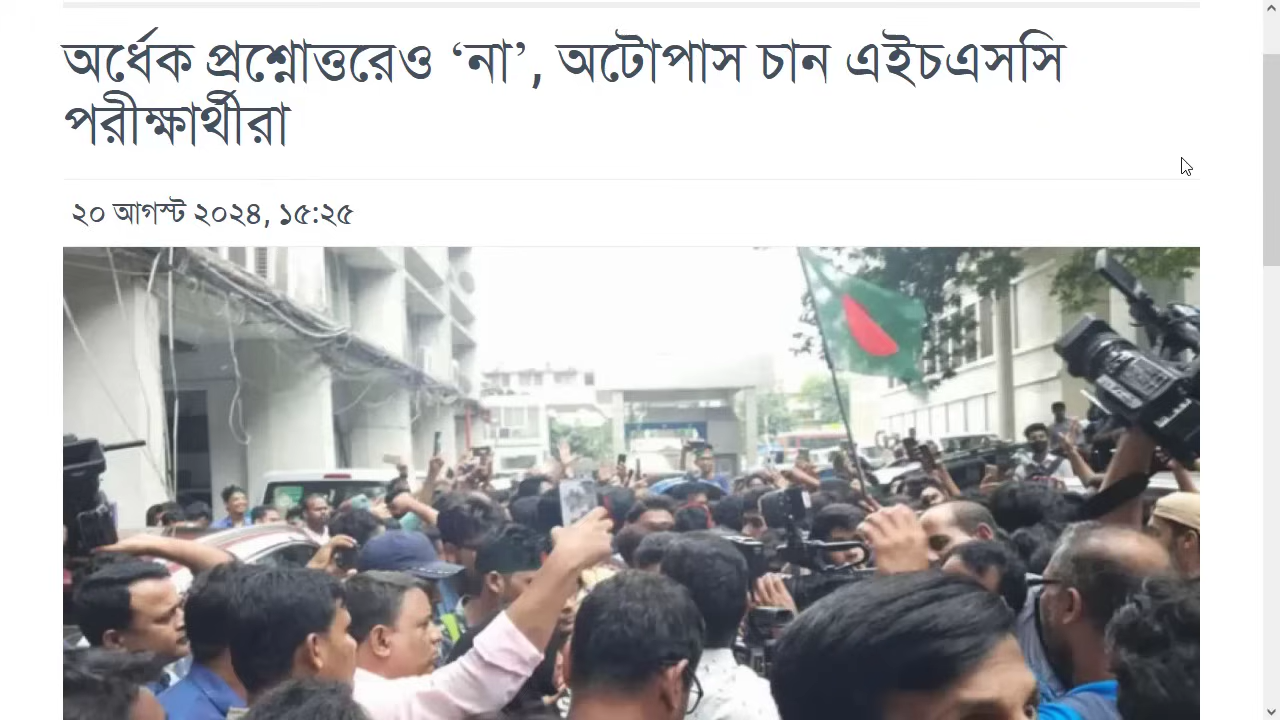 অর্ধেক প্রশ্নোত্তরেও ‘না’, অটোপাস চান এইচএসসি
পরীক্ষার্থীরা
২০ আগস্ট ২০২৪, ১৫:২৫